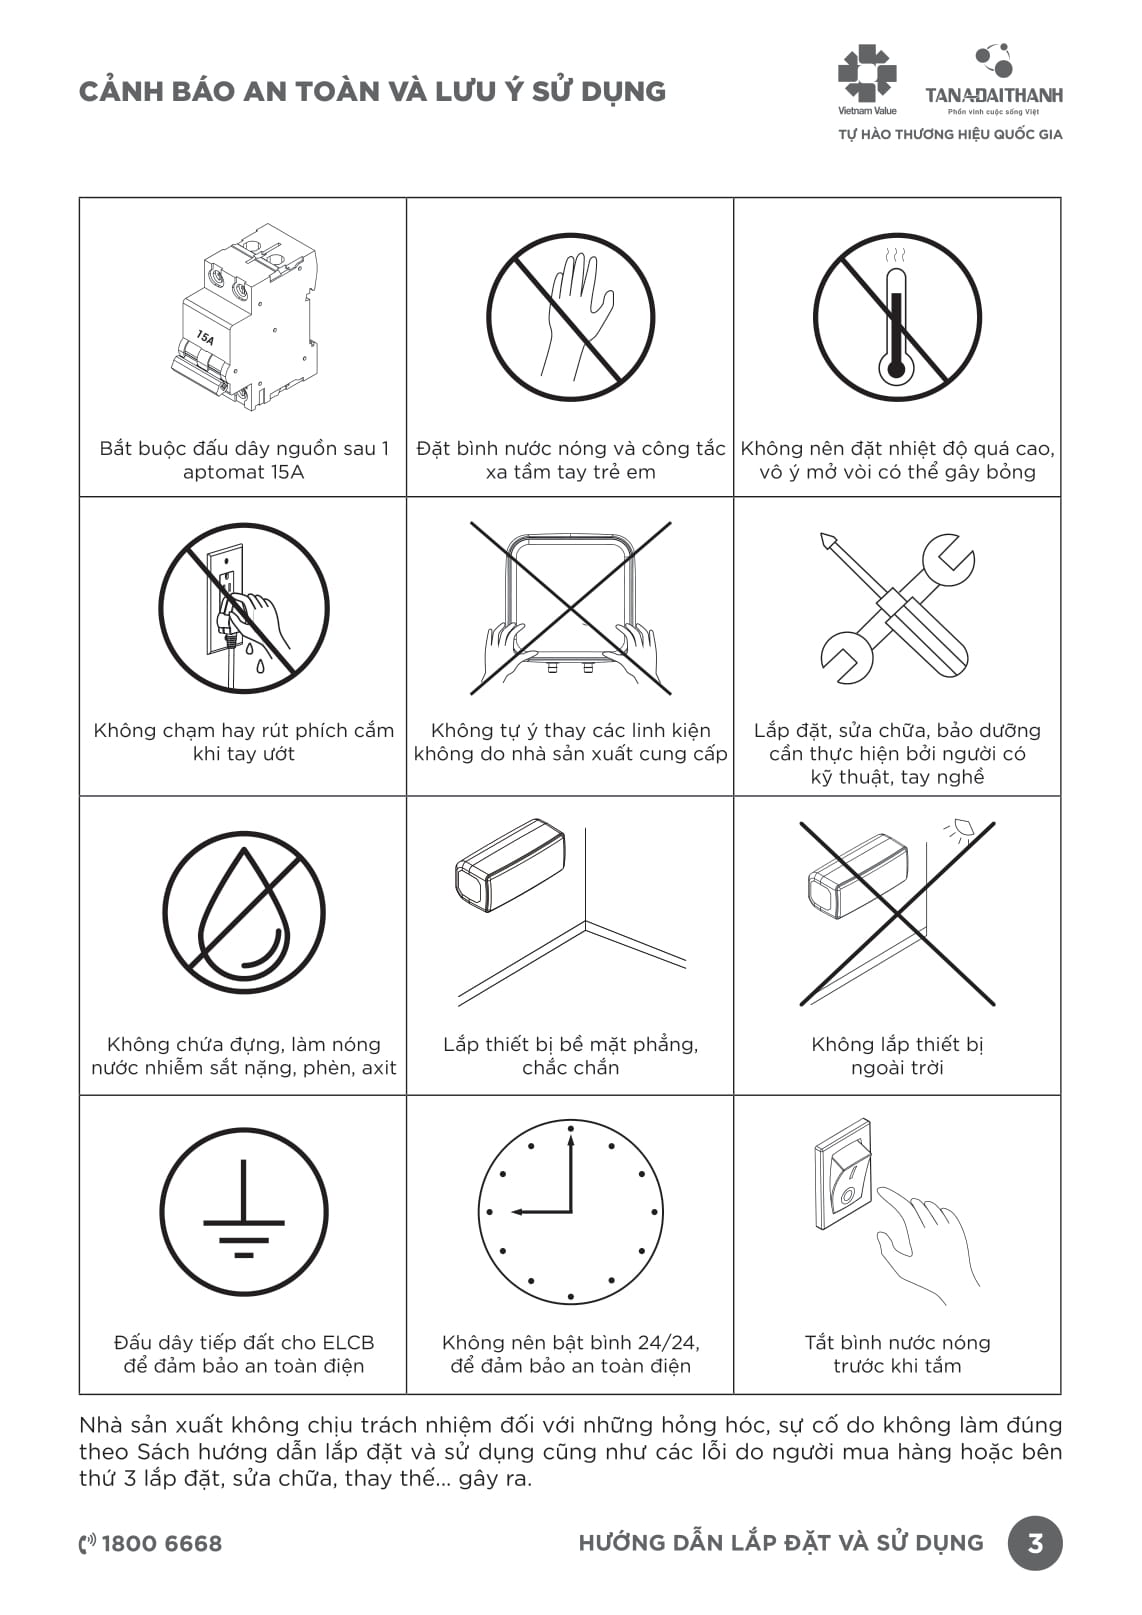 CẢNH BÁO AN TOÀN VÀ LƯU Ý SỬ DỤNG
Vietnam Value
TANA-DAITHANH
Phồn vinh cuộc sống Việt
TỰ HÀO THƯƠNG HIỆU QUỐC GIA
15A
Bắt buộc đấu dây nguồn sau 1
aptomat 15A
Đặt bình nước nóng và công tắc
xa tầm tay trẻ em
Không nên đặt nhiệt độ quá cao,
vô ý mở vòi có thể gây bỏng
Không chạm hay rút phích cắm
khi tay ướt
Không tự ý thay các linh kiện
không do nhà sản xuất cung cấp
Lắp đặt, sửa chữa, bảo dưỡng
cần thực hiện bởi người có
kỹ thuật, tay nghề
Không chứa đựng, làm nóng
nước nhiễm sắt nặng, phèn, axit
Lắp thiết bị bề mặt phẳng,
chắc chắn
Không lắp thiết bị
ngoài trời
Đấu dây tiếp đất cho ELCB
để đảm bảo an toàn điện
Không nên bật bình 24/24,
để đảm bảo an toàn điện
Tắt bình nước nóng
trước khi tắm
Nhà sản xuất không chịu trách nhiệm đối với những hỏng hóc, sự cố do không làm đúng
theo Sách hướng dẫn lắp đặt và sử dụng cũng như các lỗi do người mua hàng hoặc bên
thứ 3 lắp đặt, sửa chữa, thay thế... gây ra.
1800 6668
HƯỚNG DẪN LẮP ĐẶT VÀ SỬ DỤNG
3